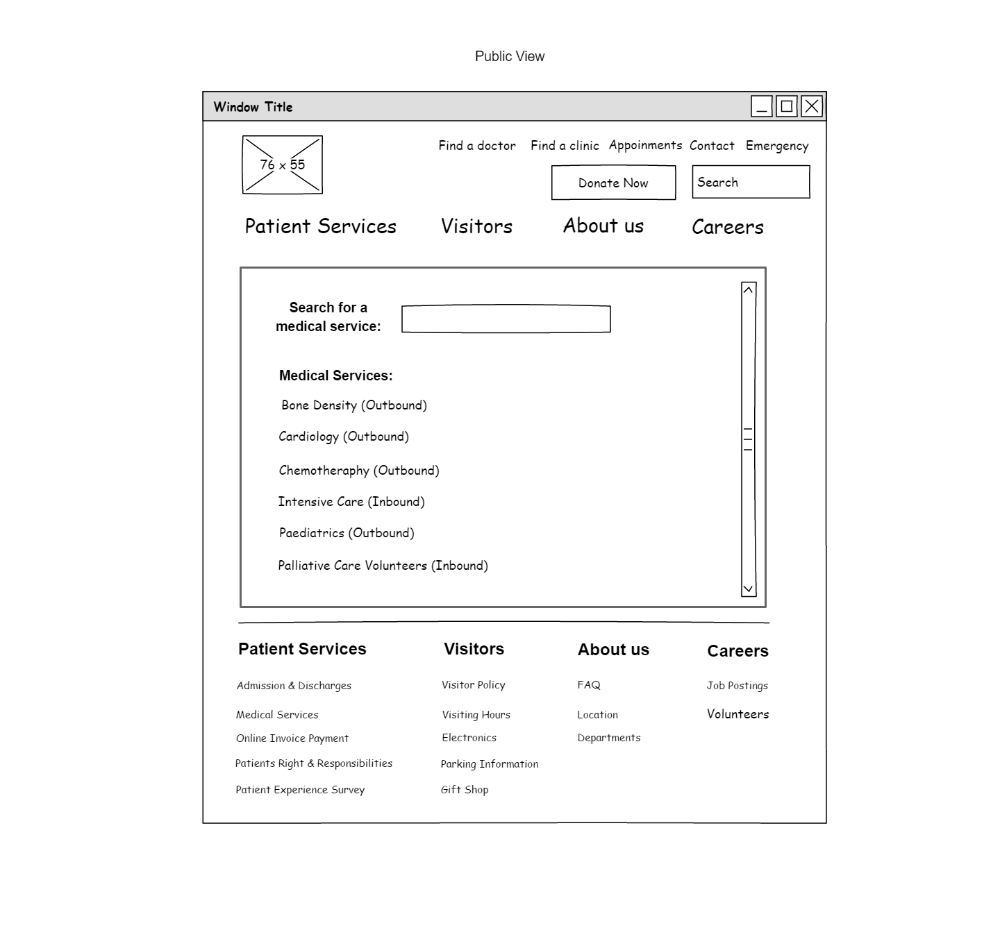 Public View
Window Title
76 x 55
Find a doctor Find a clinic Appoinments Contact Emergency
Donate Now Search
Patient Services Visitors About us Careers
Search for a
medical service:
Medical Services:
Bone Density (Outbound)
Cardiology (Outbound)
Chemotheraphy (Outbound)
Intensive Care (Inbound)
Paediatrics (Outbound)
Palliative Care Volunteers (Inbound)
Patient Services Visitors About us Careers
Admission & Discharges Visitor Policy FAQ Job Postings
Medical Services Visiting Hours Location Volunteers
Online Invoice Payment Electronics Departments
Patients Right & Responsibilities Parking Information
Patient Experience Survey Gift Shop